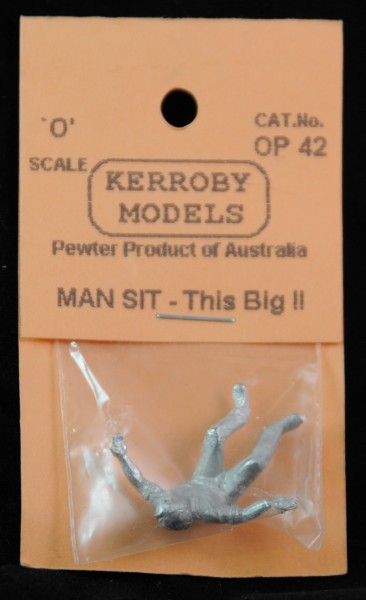 'O'
SCALE
CAT.No.
OP 42
KERROBY
MODELS
Pewter Product of Australia
MAN SIT - This Big !!